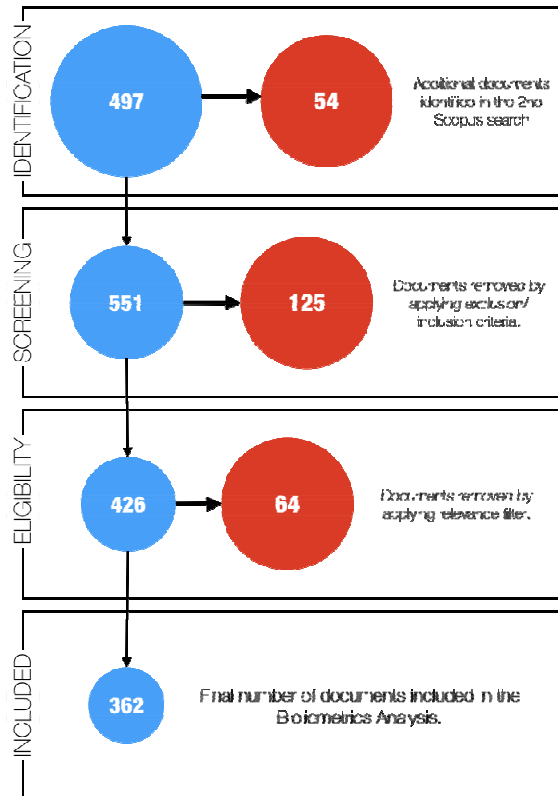 IDENTIFICATION
497
54
Additional documents
identified in the 2nd
Scopus search
SCREENING
551
125
Documents removed by
applying exclusion/
inclusion criteria.
ELIGIBILITY
426
64
Documents removed by
applying relevance filter.
INCLUDED
362
Final number of documents included in the
Analysis.